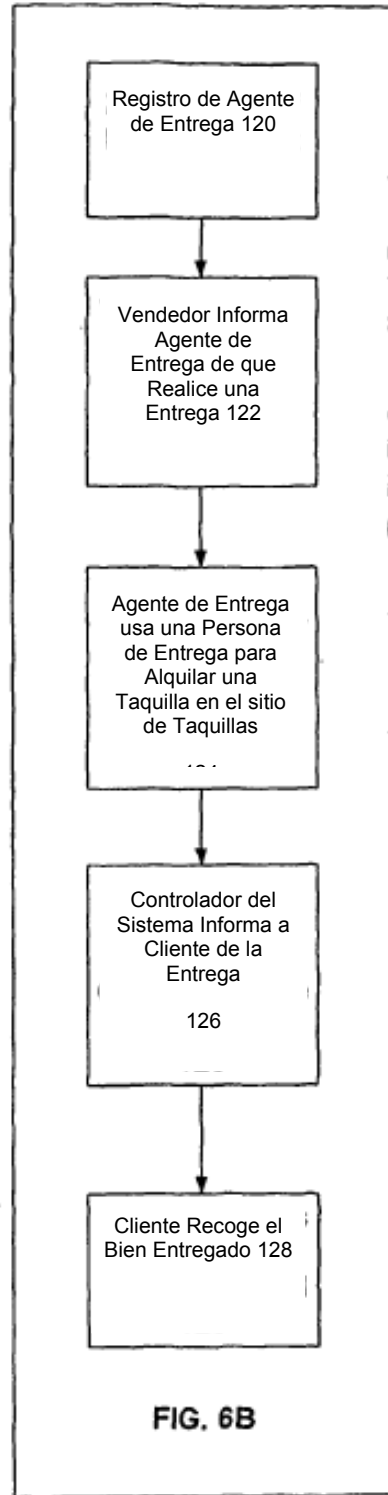 Registro de Agente
de Entrega 120
Vendedor Informa
Agente de
Entrega de que
Realice una
Entrega 122
Agente de Entrega
usa una Persona
de Entrega para
Alquilar una
Taquilla en el sitio
de Taquillas
Controlador del
Sistema Informa a
Cliente de la
Entrega
126
Cliente Recoge el
Bien Entregado 128
FIG. 6B